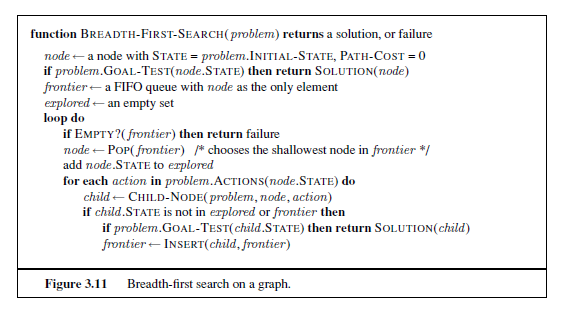 function BREADTH-FIRST-SEARCH(problem) returns a solution, or failure
node ← a node with STATE = problem.INITIAL-STATE, PATH-COST = 0
if problem.GOAL-TEST(node.STATE) then return SOLUTION(node)
frontier ← a FIFO queue with node as the only element
explored ← an empty set
loop do
if EMPTY?(frontier) then return failure
node ← POP(frontier) /* chooses the shallowest node in frontier */
add node.STATE to explored
for each action in problem.ACTIONS(node.STATE) do
child ← CHILD-NODE(problem, node, action)
if child.STATE is not in explored or frontier then
if problem.GOAL-TEST(child.STATE) then return SOLUTION(child)
frontier ← INSERT(child, frontier)
Figure 3.11 Breadth-first search on a graph.